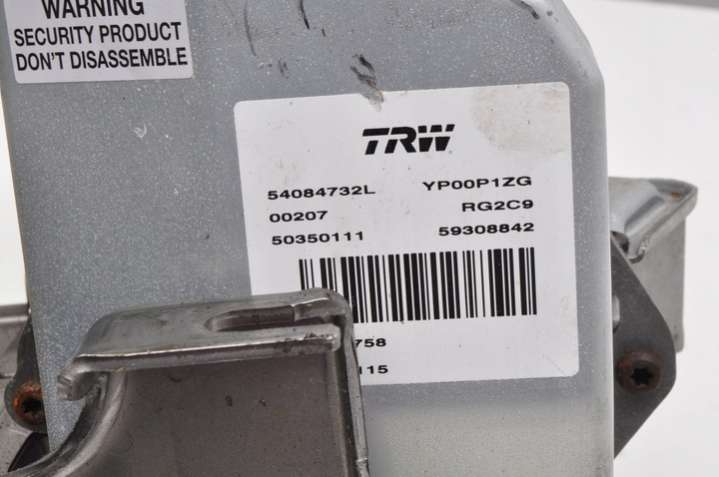 WARNING
SECURITY PRODUCT
DON'T DISASSEMBLE
TRW
54084732L YP00P1ZG
00207 RG2C9
50350111 59308842
758
115